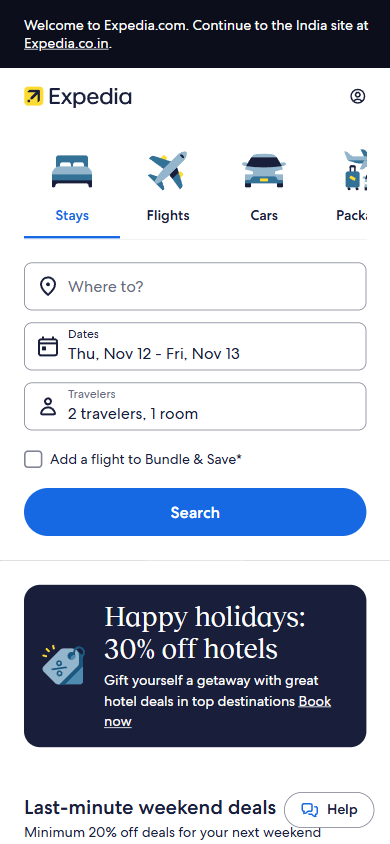 Welcome to Expedia.com. Continue to the India site at
Expedia.co.in.
Expedia
Stays
Flights
Cars
Packa
Where to?
Dates
Thu, Nov 12 - Fri, Nov 13
Travelers
2 travelers, 1 room
Add a flight to Bundle & Save*
Search
Happy holidays:
30% off hotels
Gift yourself a getaway with great
hotel deals in top destinations Book
now
Last-minute weekend deals
Help
Minimum 20% off deals for your next weekend